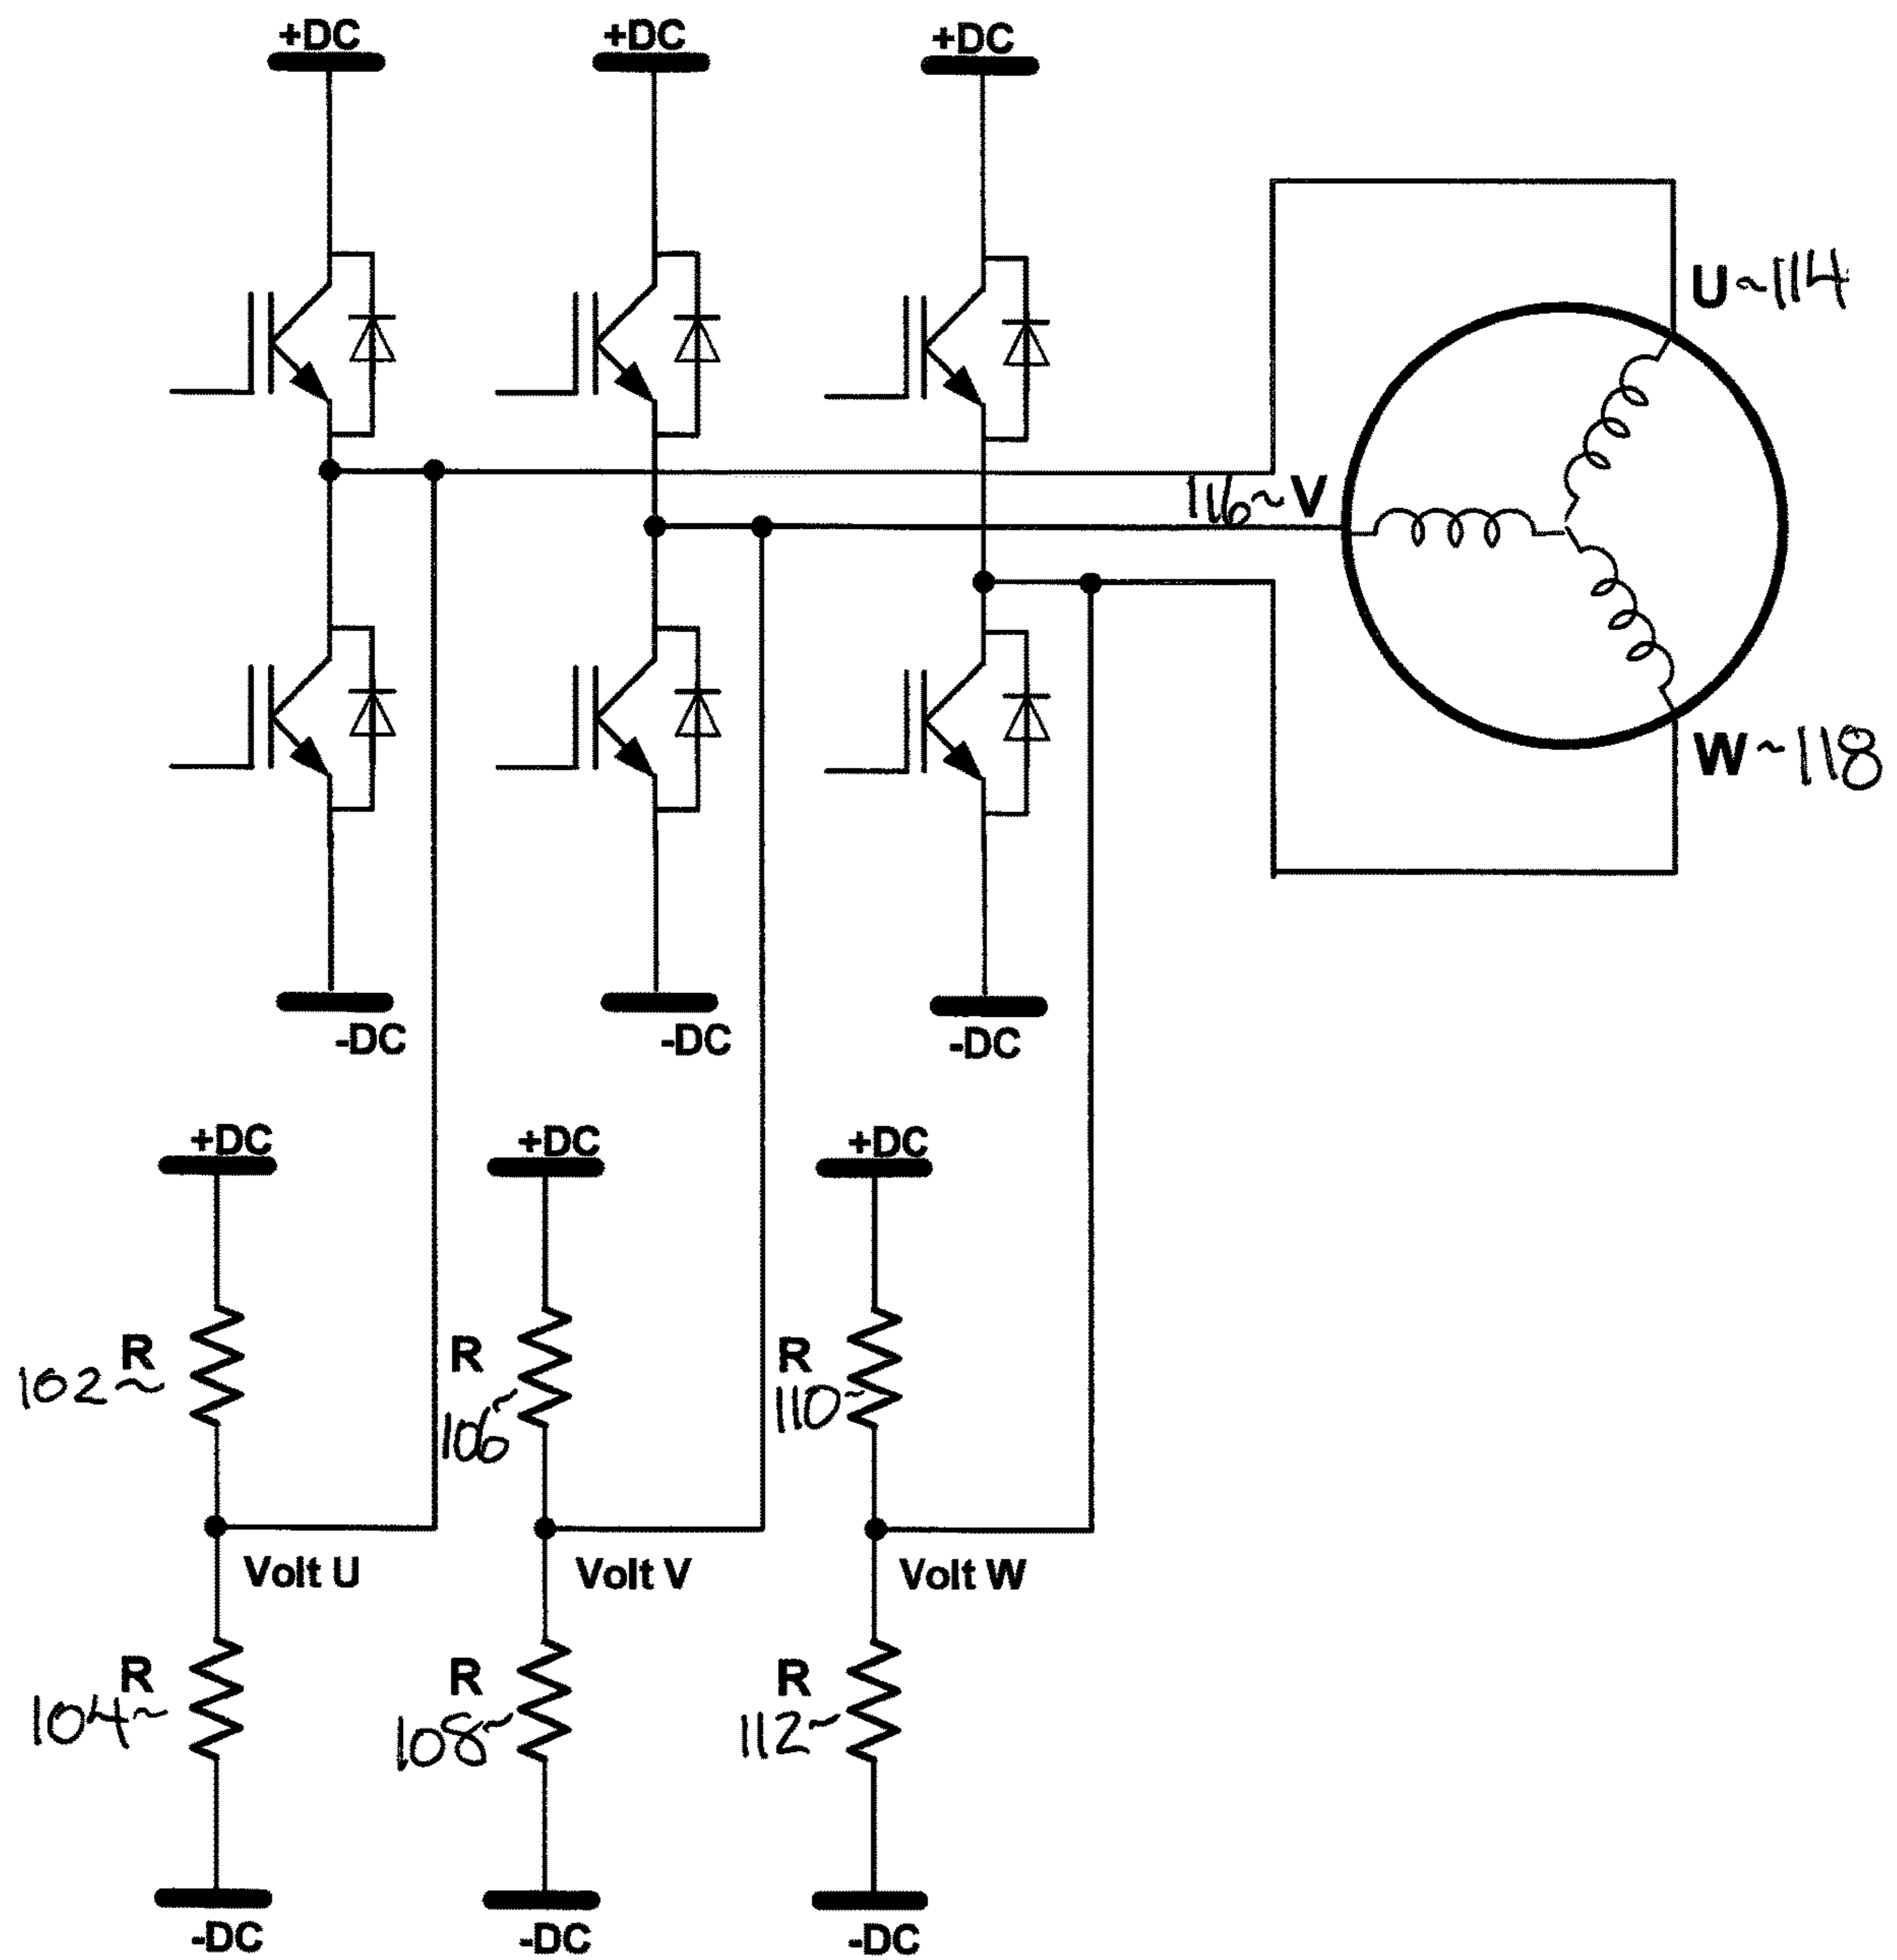 +DC
+DC
+DC
U ~114
116~ V
W ~118
-DC
-DC
-DC
+DC
+DC
+DC
R
102~
R
106~
R
110~
Volt U
Volt V
Volt W
R
104~
R
108~
R
112~
-DC
-DC
-DC